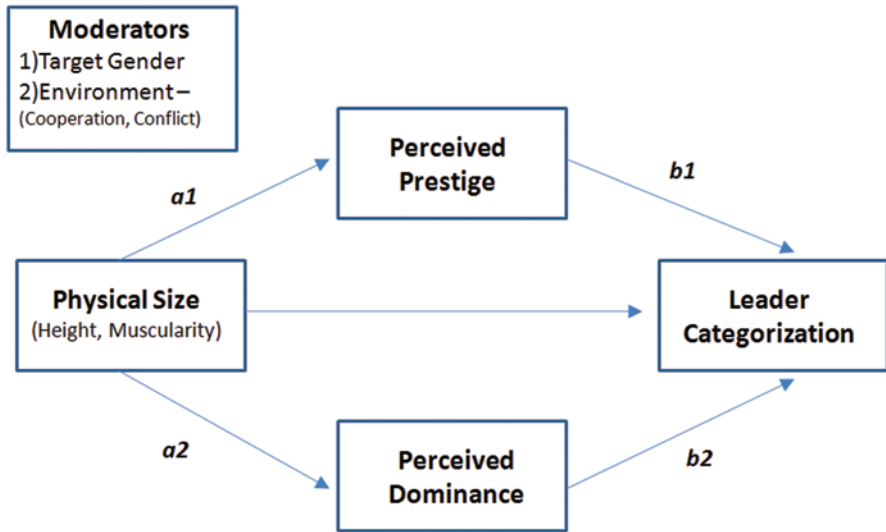 Moderators
1)Target Gender
2)Environment –
(Cooperation, Conflict)
Perceived
Prestige
a1
b1
Physical Size
(Height, Muscularity)
Leader
Categorization
a2
b2
Perceived
Dominance